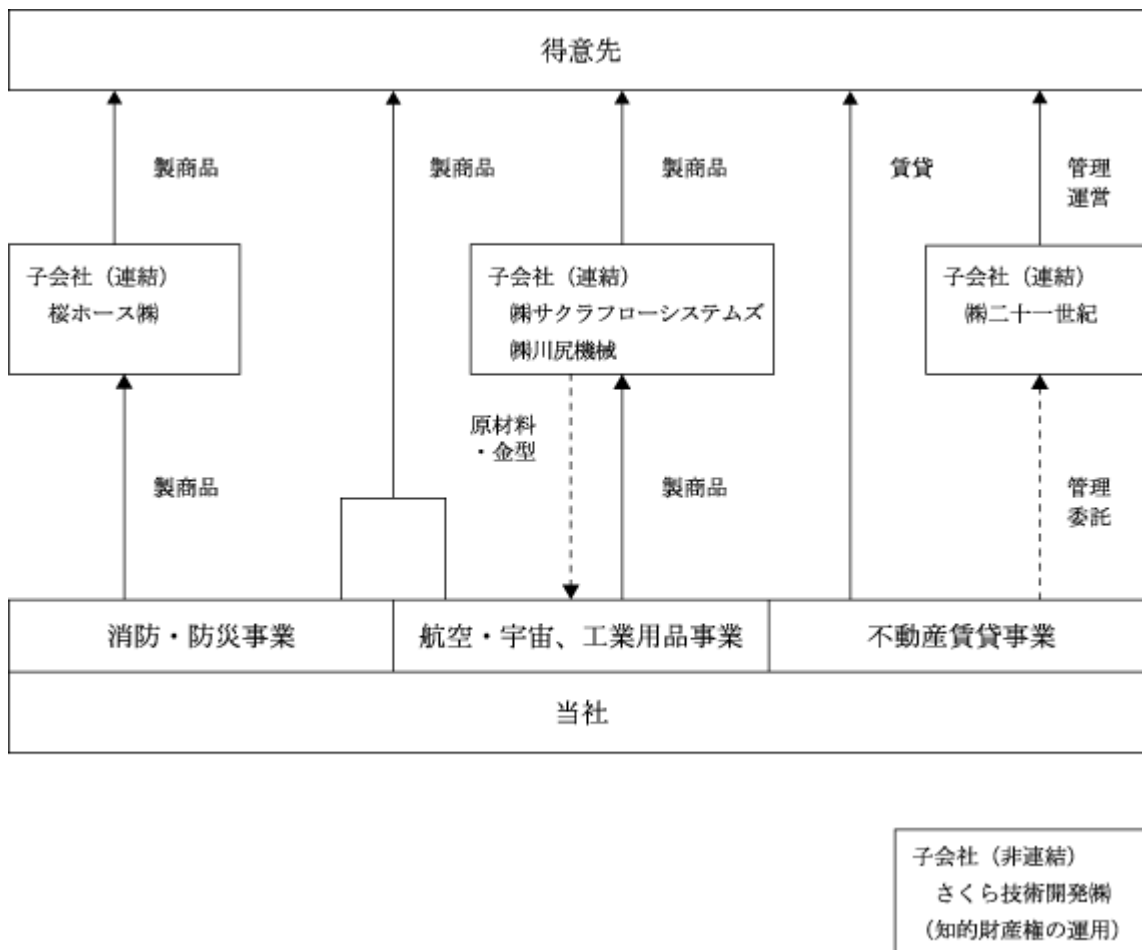 得意先
製商品
製商品
製商品
賃貸
管理
運営
子会社（連結）
桜ホース㈱
子会社（連結）
㈱サクラフローシステムズ
㈱川尻機械
子会社（連結）
㈱二十一世紀
原材料
・金型
製商品
製商品
管理
委託
消防・防災事業
航空・宇宙、工業用品事業
不動産賃貸事業
当社
子会社（非連結）
さくら技術開発㈱
（知的財産権の運用）